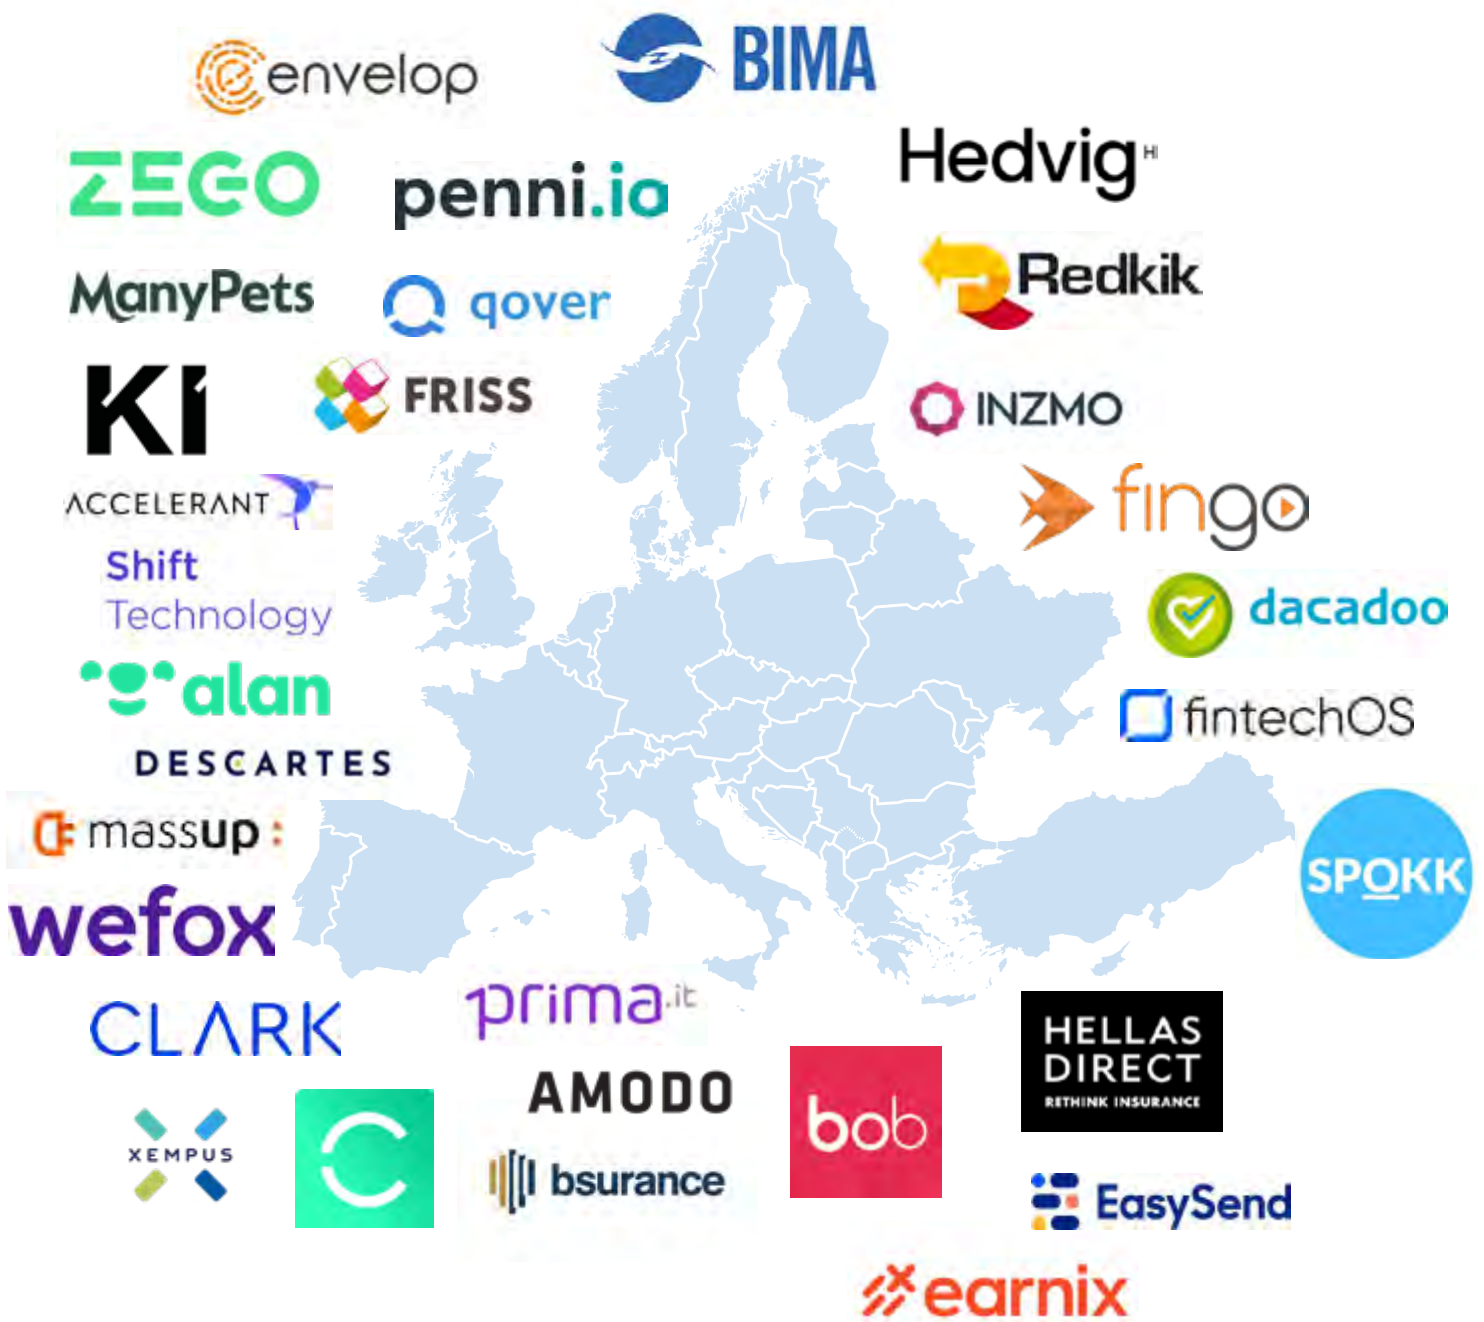 envelop
BIMA
ZEGO
penni.io
Hedvig H
ManyPets
qover
Redkik
KI
FRISS
INZMO
ACCELERANT
fingo
Shift
Technology
dacadoo
alan
fintechOS
DESCARTES
massup:
SPOKK
wefox
prima.it
CLARK
HELLAS
DIRECT
RETHINK INSURANCE
AMODO
bob
XEMPUS
bsurance
EasySend
earnix